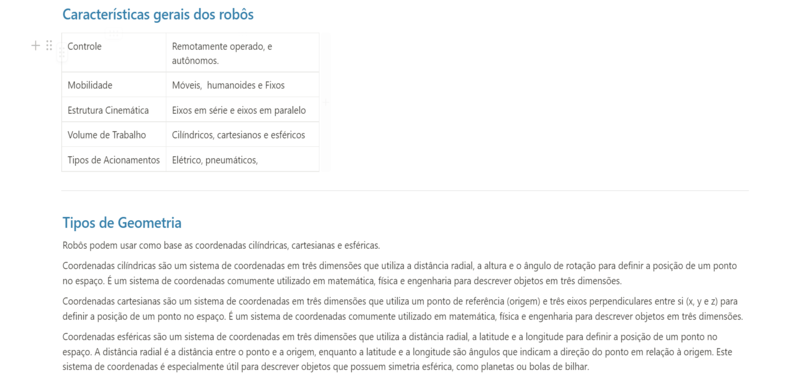 Características gerais dos robôs
Controle
Remotamente operado, e
autônomos.
Mobilidade
Móveis, humanoides e Fixos
Estrutura Cinemática
Eixos em série e eixos em paralelo
Volume de Trabalho
Cilíndricos, cartesianos e esféricos
Tipos de Acionamentos
Elétrico, pneumáticos,
Tipos de Geometria
Robôs podem usar como base as coordenadas cilíndricas, cartesianas e esféricas.
Coordenadas cilíndricas são um sistema de coordenadas em três dimensões que utiliza a distância radial, a altura e o ângulo de rotação para definir a posição de um ponto
no espaço. É um sistema de coordenadas comumente utilizado em matemática, física e engenharia para descrever objetos em três dimensões.
Coordenadas cartesianas são um sistema de coordenadas em três dimensões que utiliza um ponto de referência (origem) e três eixos perpendiculares entre si (x, y e z) para
definir a posição de um ponto no espaço. É um sistema de coordenadas comumente utilizado em matemática, física e engenharia para descrever objetos em três dimensões.
Coordenadas esféricas são um sistema de coordenadas em três dimensões que utiliza a distância radial, a latitude e a longitude para definir a posição de um ponto no
espaço. A distância radial é a distância entre o ponto e a origem, enquanto a latitude e a longitude são ângulos que indicam a direção do ponto em relação à origem. Este
sistema de coordenadas é especialmente útil para descrever objetos que possuem simetria esférica, como planetas ou bolas de bilhar.